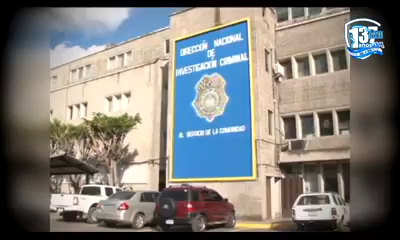 DIRECCIÓN NACIONAL
DE
INVESTIGACIÓN CRIMINAL
AL SERVICIO DE LA COMUNIDAD
13